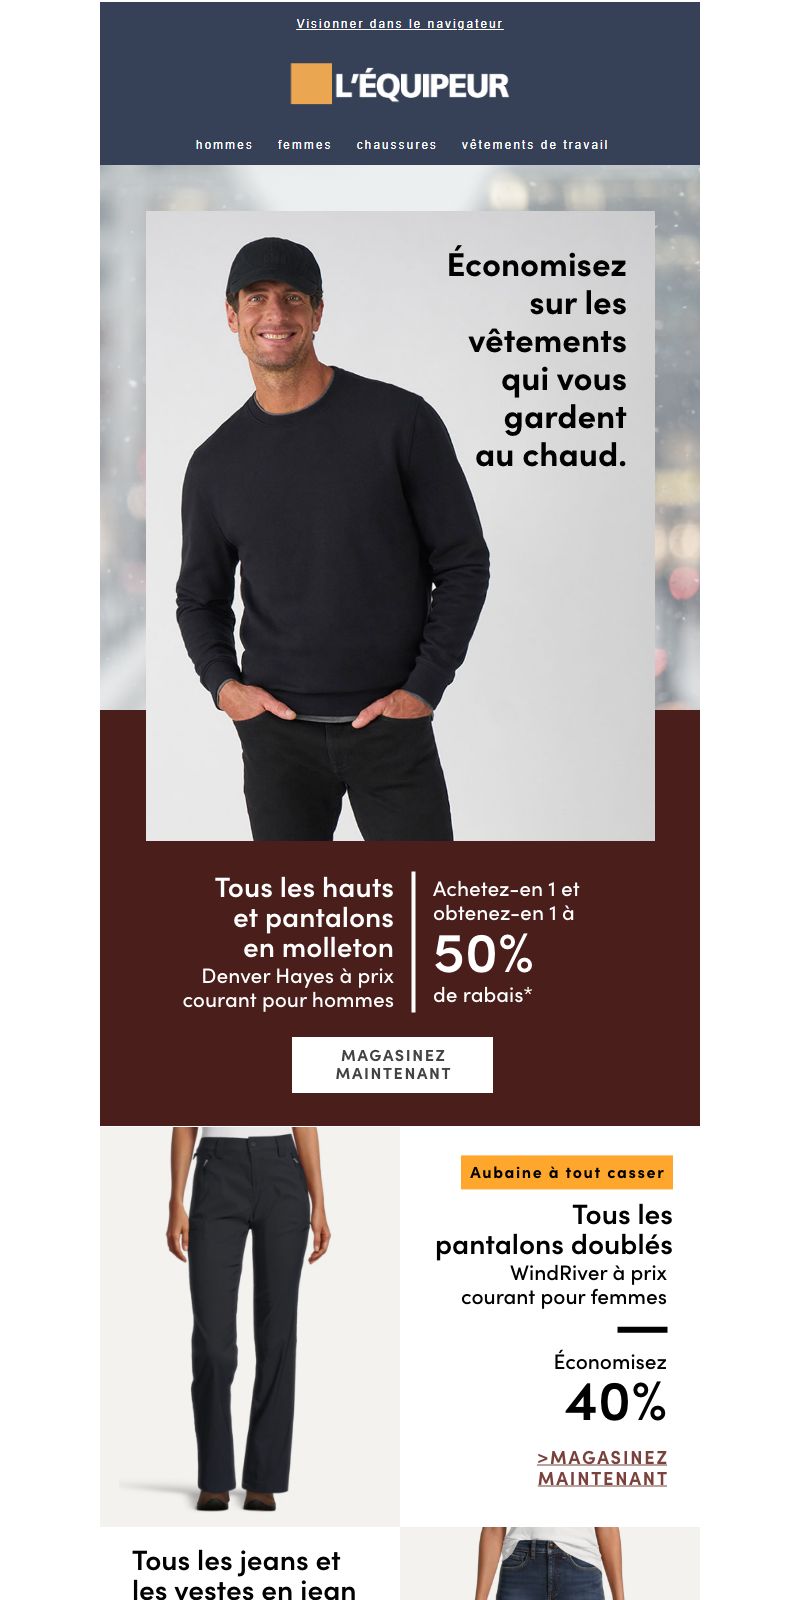 Visionner dans le navigateur
L'ÉQUIPEUR
hommes femmes chaussures vêtements de travail
Économisez
sur les
vêtements
qui vous
gardent
au chaud.
Tous les hauts
et pantalons
en molleton
Denver Hayes à prix
courant pour hommes
Achetez-en 1 et
obtenez-en 1 à
50%
de rabais*
MAGASINEZ
MAINTENANT
Aubaine à tout casser
Tous les
pantalons doublés
WindRiver à prix
courant pour femmes
Économisez
40%
>MAGASINEZ
MAINTENANT
Tous les jeans et
les vestes en jean